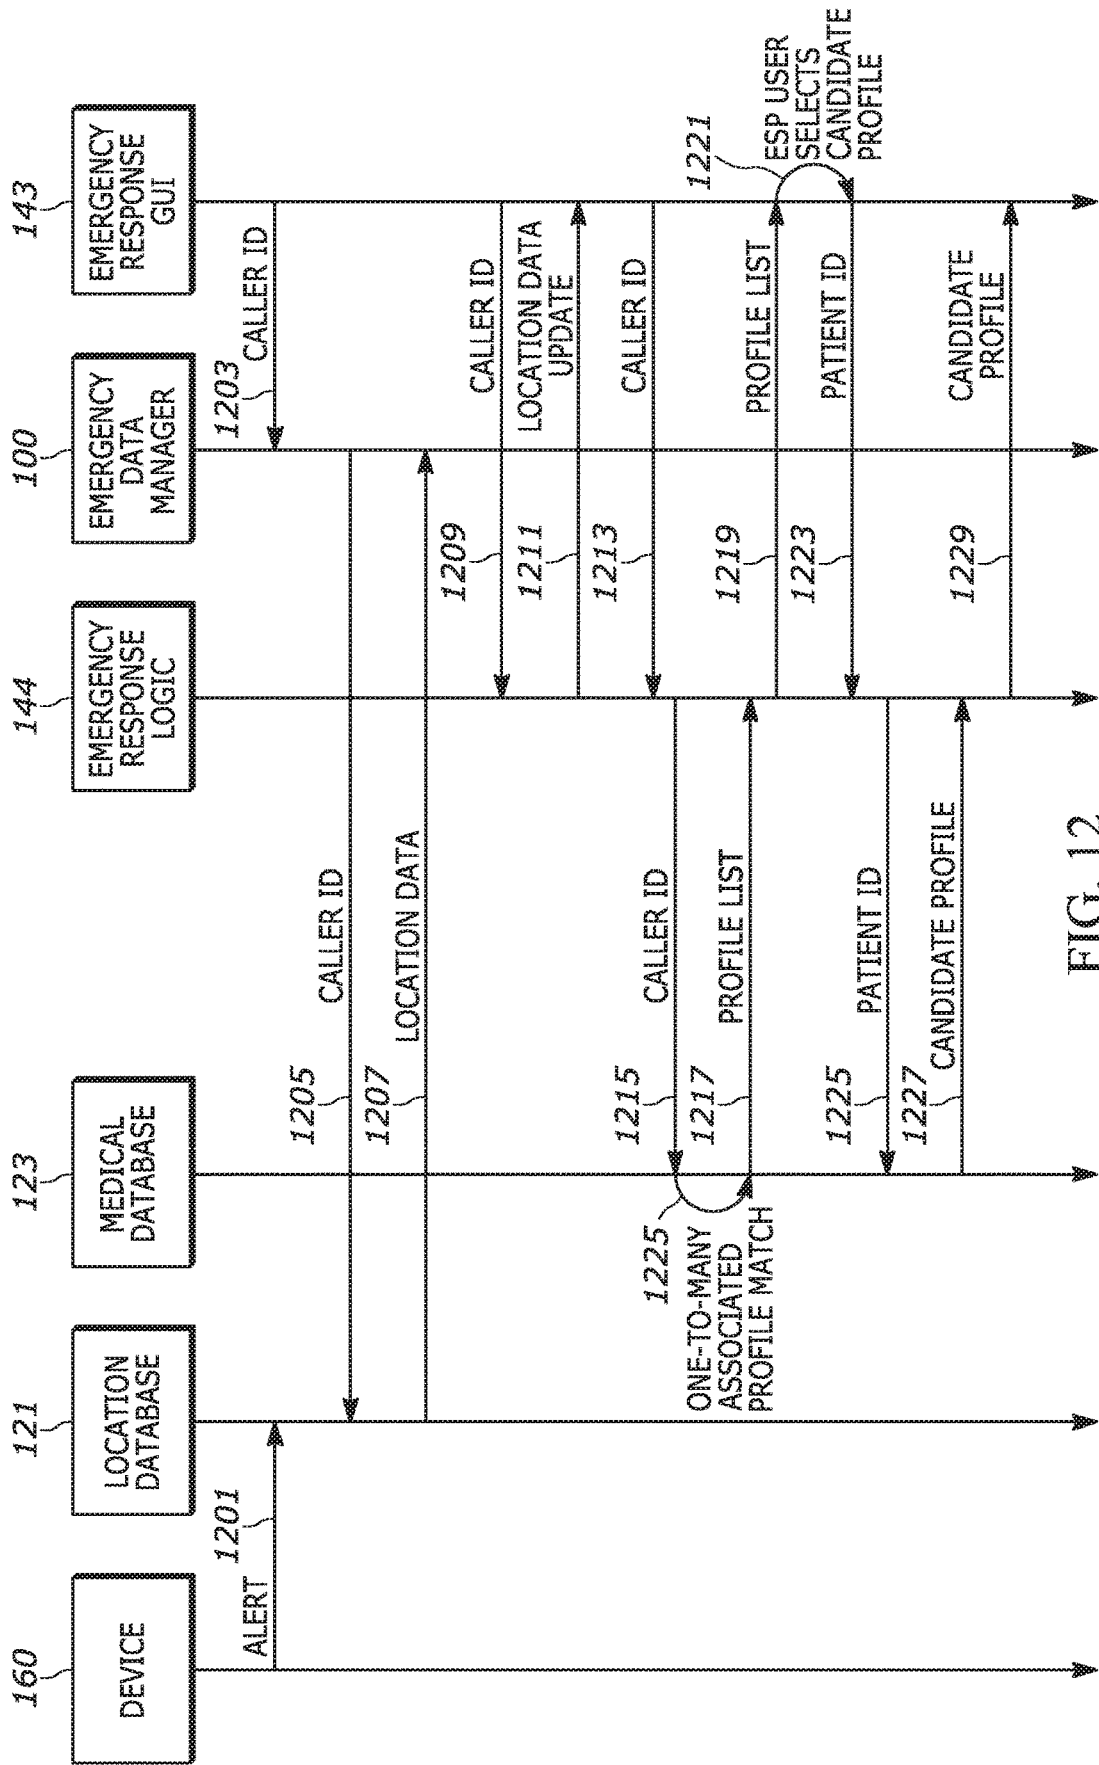 160
DEVICE
121
LOCATION
DATABASE
123
MEDICAL
DATABASE
144
EMERGENCY
RESPONSE
LOGIC
100
EMERGENCY
DATA
MANAGER
143
EMERGENCY
RESPONSE
GUI
ALERT
1201
1203
CALLER ID
1205
CALLER ID
1207
LOCATION DATA
1209
CALLER ID
1211
LOCATION DATA
UPDATE
1213
CALLER ID
1215
CALLER ID
1225
ONE-TO-MANY
ASSOCIATED
PROFILE MATCH
1217
PROFILE LIST
1219
PROFILE LIST
1221
ESP USER
SELECTS
CANDIDATE
PROFILE
1223
PATIENT ID
1225
PATIENT ID
1227
CANDIDATE PROFILE
1229
CANDIDATE
PROFILE
FIG. 12